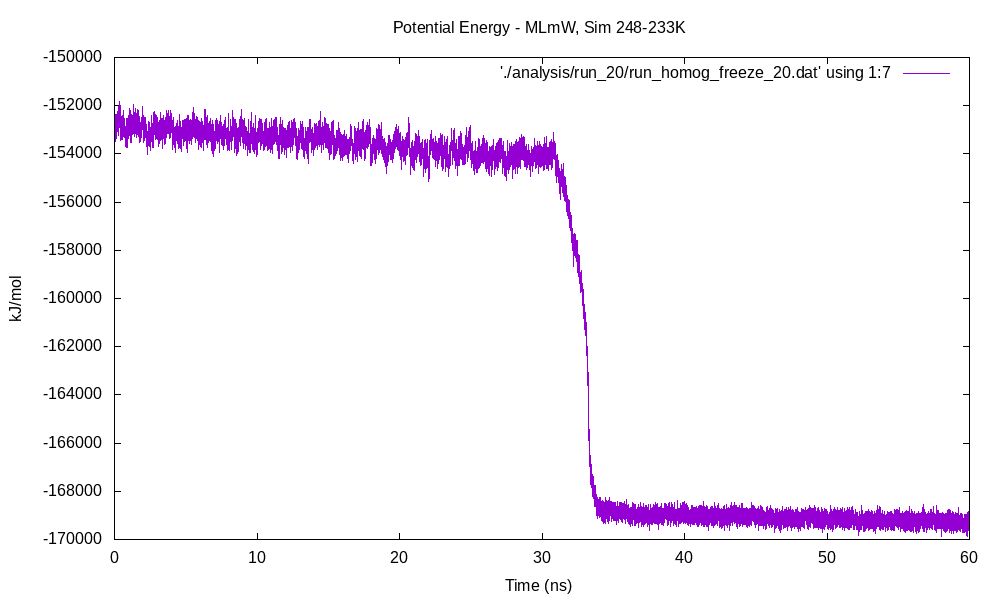 Potential Energy - MLmW, Sim 248-233K
'./analysis/run_20/run_homog_freeze_20.dat' using 1:7
-150000
-152000
-154000
-156000
-158000
-160000
-162000
-164000
-166000
-168000
-170000
kJ/mol
0 10 20 30 40 50 60
Time (ns)